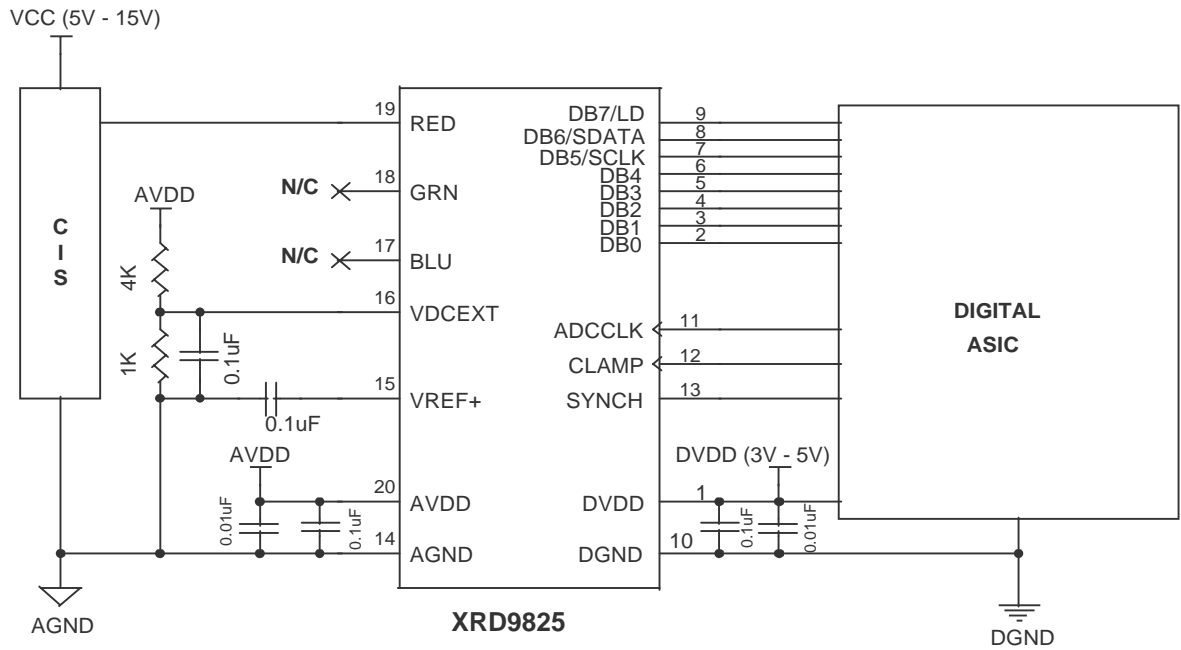 VCC (5V - 15V)
C
I
S
19
RED
N/C
18
GRN
AVDD
N/C
17
BLU
4K
16
VDCEXT
1K
0.1uF
15
VREF+
0.1uF
AVDD
20
AVDD
0.01uF
0.1uF
14
AGND
AGND
XRD9825
DB7/LD
9
DB6/SDATA
8
DB5/SCLK
7
DB4
6
DB3
5
DB2
4
DB1
3
DB0
2
ADCCLK
11
CLAMP
12
SYNCH
13
DIGITAL
ASIC
DVDD (3V - 5V)
DVDD
1
0.1uF
0.01uF
DGND
10
DGND